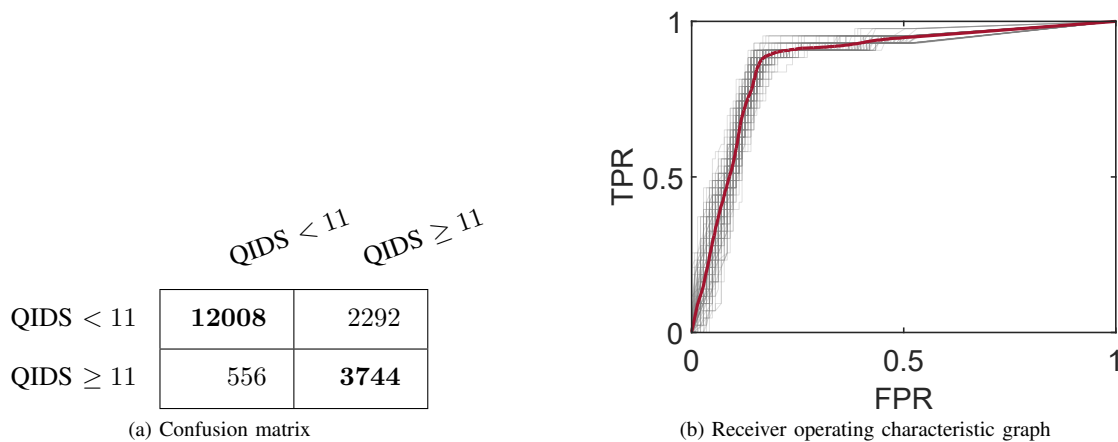 QIDS < 11 QIDS ≥ 11
QIDS < 11 12008 2292
QIDS ≥ 11 556 3744
(a) Confusion matrix
1
TPR
0.5
0
0 0.5 1
FPR
(b) Receiver operating characteristic graph